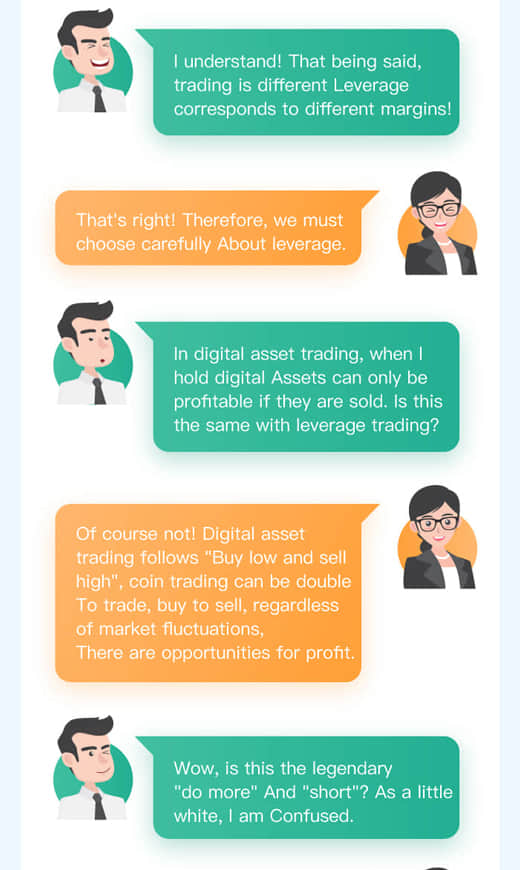 I understand! That being said,
trading is different Leverage
corresponds to different margins!
That's right! Therefore, we must
choose carefully About leverage.
In digital asset trading, when I
hold digital Assets can only be
profitable if they are sold. Is this
the same with leverage trading?
Of course not! Digital asset
trading follows "Buy low and sell
high", coin trading can be double
To trade, buy to sell, regardless
of market fluctuations,
There are opportunities for profit.
Wow, is this the legendary
"do more" And "short"? As a little
white, I am Confused.